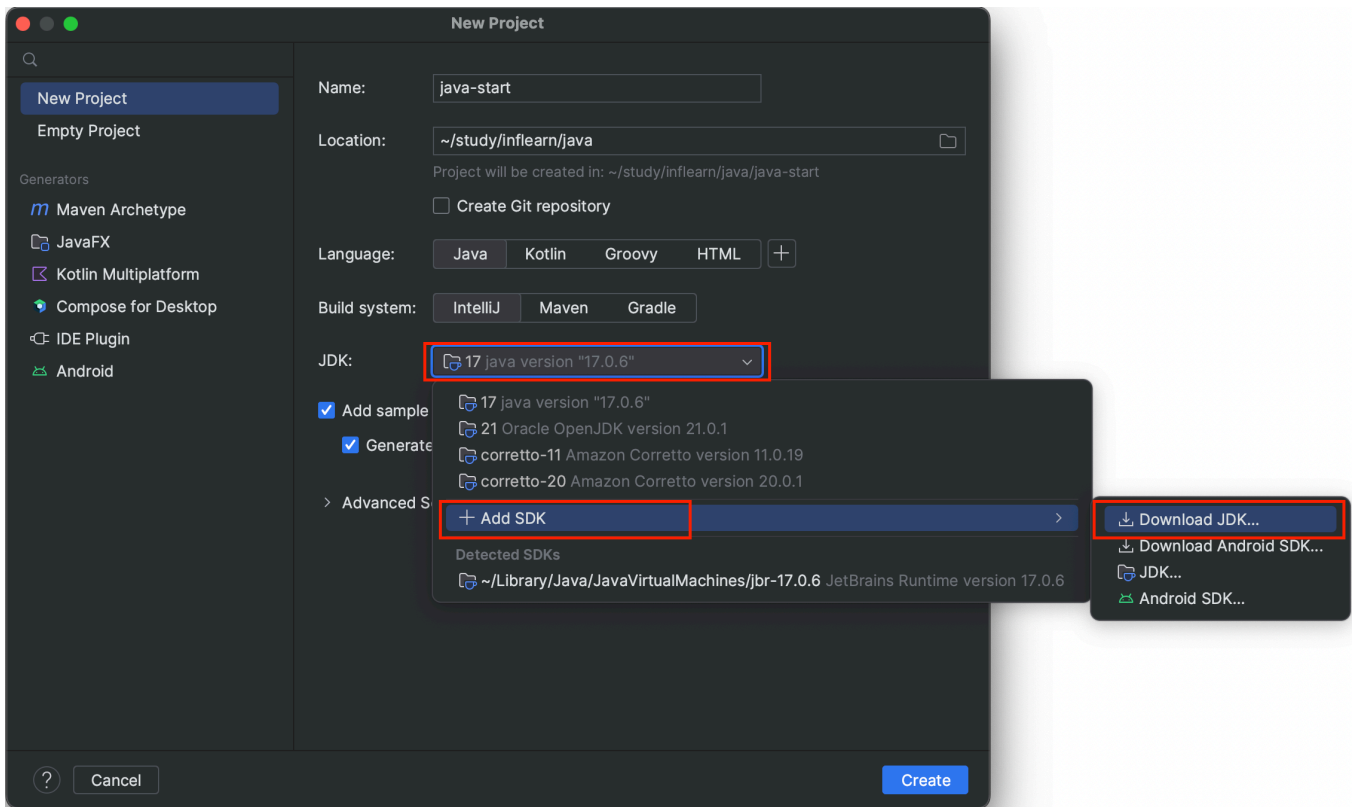 New Project
New Project
Empty Project
Generators
Maven Archetype
JavaFX
Kotlin Multiplatform
Compose for Desktop
IDE Plugin
Android
Name:
java-start
Location:
~/study/inflearn/java
Project will be created in: ~/study/inflearn/java/java-start
Create Git repository
Language:
Java Kotlin Groovy HTML
Build system:
IntelliJ Maven Gradle
JDK:
17 java version "17.0.6"
Add sample
Generate
Advanced S
17 java version "17.0.6"
21 Oracle OpenJDK version 21.0.1
corretto-11 Amazon Corretto version 11.0.19
corretto-20 Amazon Corretto version 20.0.1
Add SDK
Detected SDKs
~/Library/Java/JavaVirtualMachines/jbr-17.0.6 JetBrains Runtime version 17.0.6
Download JDK...
Download Android SDK...
JDK...
Android SDK...
?
Cancel
Create